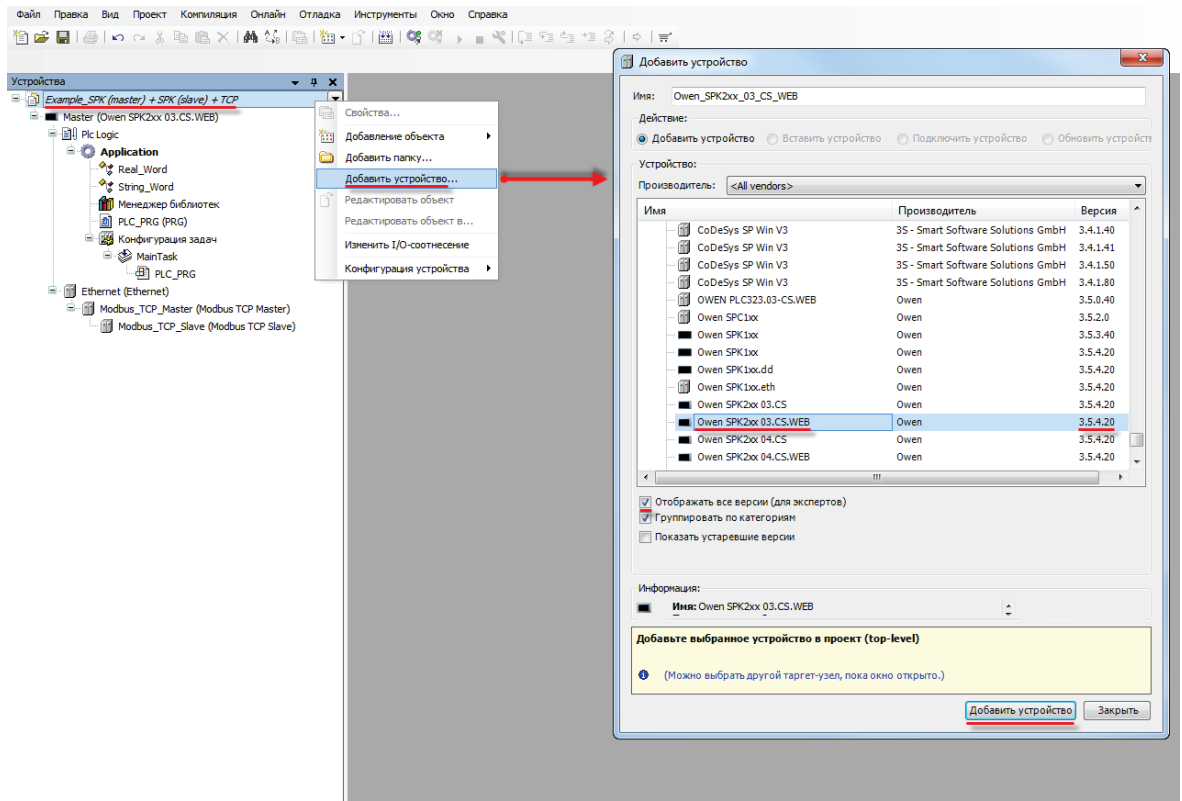 Файл Правка Вид Проект Компиляция Онлайн Отладка Инструменты Окно Справка
Устройства
Example_SPK (master) + SPK (slave) + TCP
Master (Owen SPK2xx 03.CS.WEB)
Plc Logic
Application
Real_Word
String_Word
Менеджер библиотек
PLC_PRG (PRG)
Конфигурация задач
MainTask
PLC_PRG
Ethernet (Ethernet)
Modbus_TCP_Master (Modbus TCP Master)
Modbus_TCP_Slave (Modbus TCP Slave)
Свойства...
Добавление объекта
Добавить папку...
Добавить устройство...
Редактировать объект
Редактировать объект в...
Изменить I/O-соотнесение
Конфигурация устройства
Добавить устройство
Имя: Owen_SPK2xx_03_CS_WEB
Действие:
Добавить устройство Вставить устройство Подключить устройство Обновить устройств
Устройство:
Производитель: <All vendors>
Имя Производитель Версия
CoDeSys SP Win V3 3S - Smart Software Solutions GmbH 3.4.1.40
CoDeSys SP Win V3 3S - Smart Software Solutions GmbH 3.4.1.41
CoDeSys SP Win V3 3S - Smart Software Solutions GmbH 3.4.1.50
CoDeSys SP Win V3 3S - Smart Software Solutions GmbH 3.4.1.80
OWEN PLC323.03-CS.WEB Owen 3.5.0.40
Owen SPC1xx Owen 3.5.2.0
Owen SPK1xx Owen 3.5.3.40
Owen SPK1xx Owen 3.5.4.20
Owen SPK1xx.dd Owen 3.5.4.20
Owen SPK1xx.eth Owen 3.5.4.20
Owen SPK2xx 03.CS Owen 3.5.4.20
Owen SPK2xx 03.CS.WEB Owen 3.5.4.20
Owen SPK2xx 04.CS Owen 3.5.4.20
Owen SPK2xx 04.CS.WEB Owen 3.5.4.20
Отображать все версии (для экспертов)
Группировать по категориям
Показать устаревшие версии
Информация:
Имя: Owen SPK2xx 03.CS.WEB
Добавьте выбранное устройство в проект (top-level)
(Можно выбрать другой таргет-узел, пока окно открыто.)
Добавить устройство Закрыть